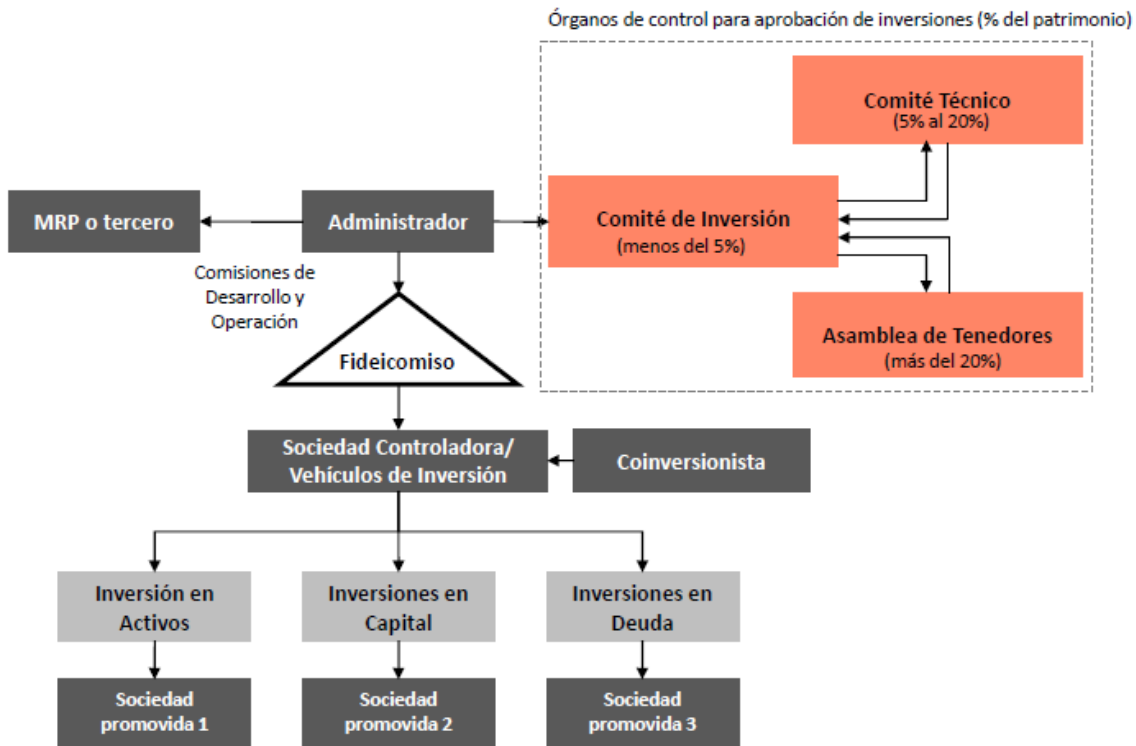 Órganos de control para aprobación de inversiones (% del patrimonio)
Comité Técnico
(5% al 20%)
MRP o tercero
Administrador
Comité de Inversión
(menos del 5%)
Comisiones de
Desarrollo y
Operación
Asamblea de Tenedores
(más del 20%)
Fideicomiso
Sociedad Controladora/
Vehículos de Inversión
Coinversionista
Inversión en
Activos
Inversiones en
Capital
Inversiones en
Deuda
Sociedad
promovida 1
Sociedad
promovida 2
Sociedad
promovida 3